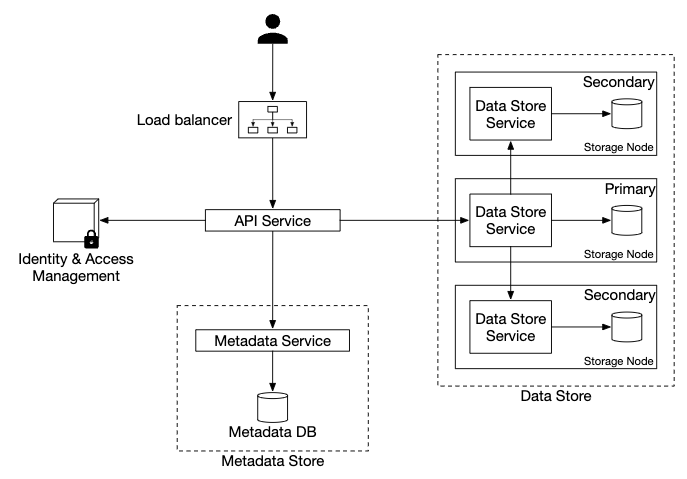 Load balancer
API Service
Identity & Access
Management
Metadata Service
Metadata DB
Metadata Store
Secondary
Data Store
Service
Storage Node
Primary
Data Store
Service
Storage Node
Secondary
Data Store
Service
Storage Node
Data Store